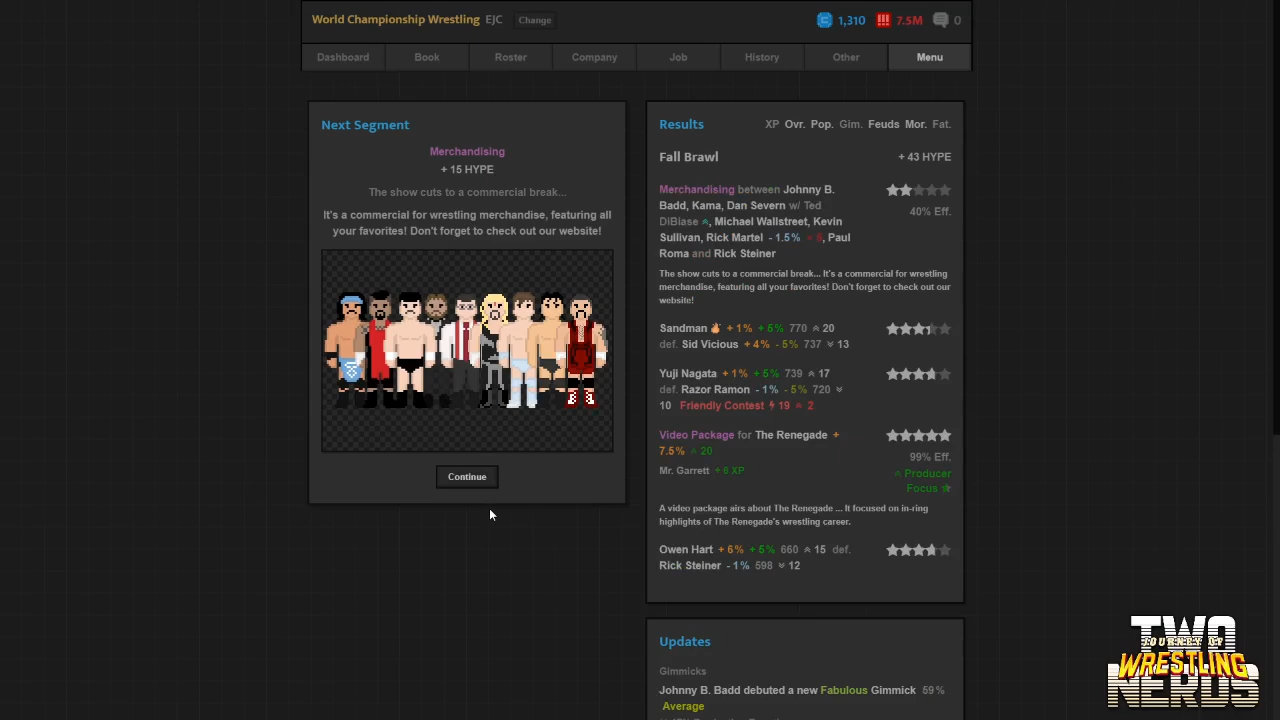 World Championship Wrestling EJC Change 1,310 7.5M 0
Dashboard Book Roster Company Job History Other Menu
Next Segment
Merchandising
+ 15 HYPE
The show cuts to a commercial break...
It's a commercial for wrestling merchandise, featuring all
your favorites! Don't forget to check out our website!
Continue
Results XP Ovr. Pop. Gim. Feuds Mor. Fat.
Fall Brawl + 43 HYPE
Merchandising between Johnny B.
Badd, Kama, Dan Severn w/ Ted
40% Eff.
DiBiase , Michael Wallstreet, Kevin
Sullivan, Rick Martel - 1.5% , Paul
Roma and Rick Steiner
The show cuts to a commercial break... It's a commercial for wrestling
merchandise, featuring all your favorites! Don't forget to check out our
website!
Sandman + 1% + 5% 770 20
def. Sid Vicious + 4% - 5% 737 13
Yuji Nagata + 1% + 5% 739 17
def. Razor Ramon - 1% - 5% 720
10 Friendly Contest 19 2
Video Package for The Renegade +
7.5% 20
99% Eff.
Mr. Garrett + 6 XP
Producer
Focus
A video package airs about The Renegade ... It focused on in-ring
highlights of The Renegade's wrestling career.
Owen Hart + 6% + 5% 660 15 def.
Rick Steiner - 1% 598 12
Updates
Gimmicks
Johnny B. Badd debuted a new Fabulous Gimmick 59%
Average
TWO
JOURNEY OF
WRESTLING
NERDS